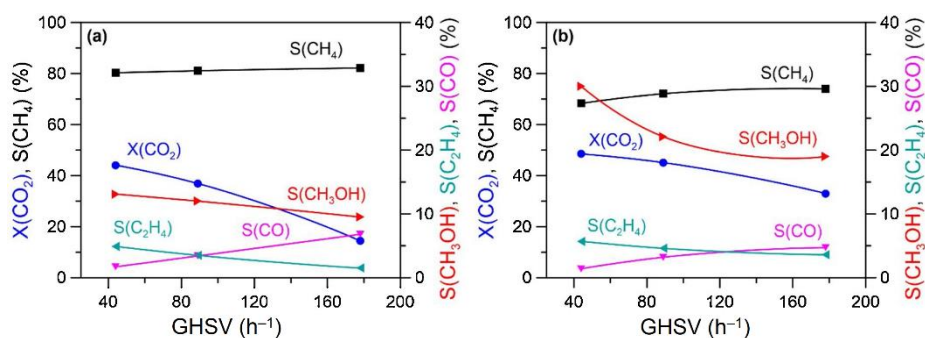 (a)
X(CO₂), S(CH₄) (%)
100
80
60
40
20
0
S(CH₄)
X(CO₂)
S(CH₃OH)
S(C₂H₄)
S(CO)
40
30
20
10
0
S(CH₃OH), S(C₂H₄), S(CO) (%)
40 80 120 160 200
GHSV (h⁻¹)
(b)
X(CO₂), S(CH₄) (%)
100
80
60
40
20
0
S(CH₄)
S(CH₃OH)
X(CO₂)
S(C₂H₄)
S(CO)
40
30
20
10
0
S(CH₃OH), S(C₂H₄), S(CO) (%)
40 80 120 160 200
GHSV (h⁻¹)